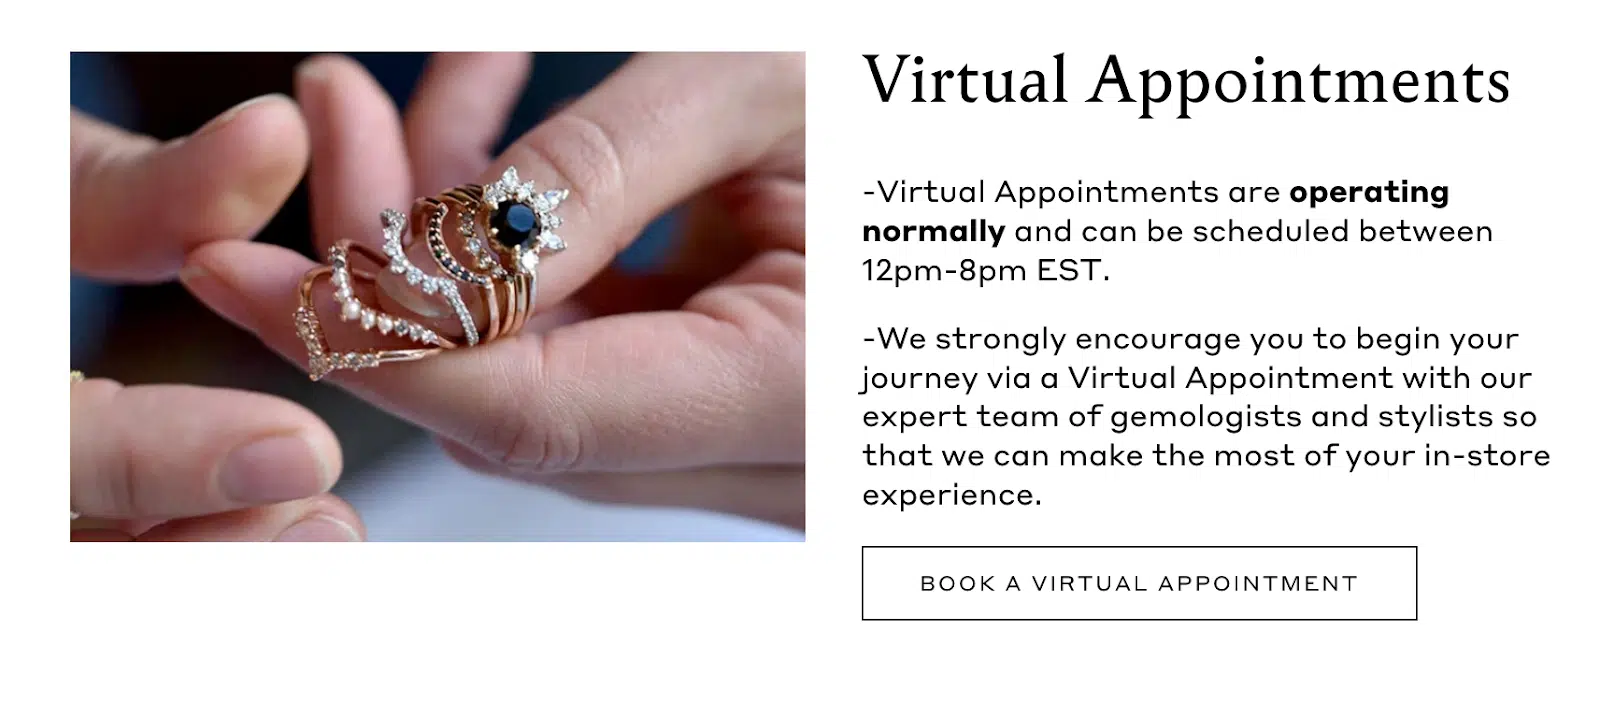 Virtual Appointments
-Virtual Appointments are operating
normally and can be scheduled between
12pm-8pm EST.
-We strongly encourage you to begin your
journey via a Virtual Appointment with our
expert team of gemologists and stylists so
that we can make the most of your in-store
experience.
BOOK A VIRTUAL APPOINTMENT